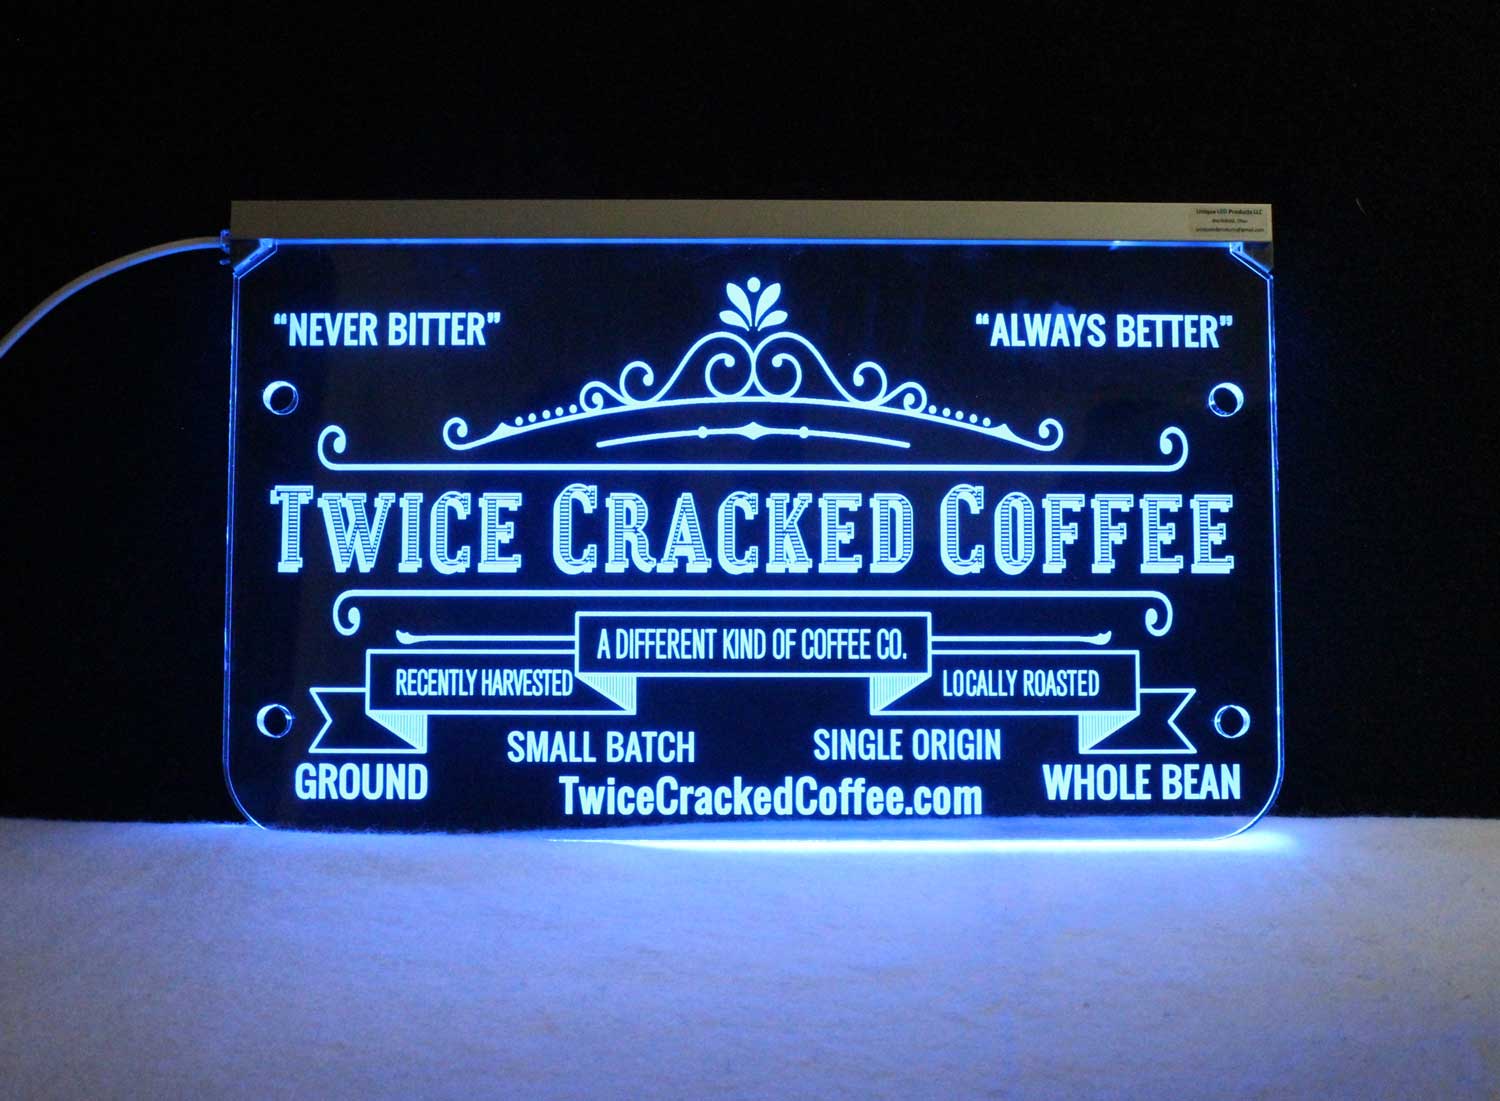 Unique LED Products LLC
"NEVER BITTER"
"ALWAYS BETTER"
TWICE CRACKED COFFEE
A DIFFERENT KIND OF COFFEE CO.
RECENTLY HARVESTED
LOCALLY ROASTED
SMALL BATCH
SINGLE ORIGIN
GROUND
WHOLE BEAN
TwiceCrackedCoffee.com